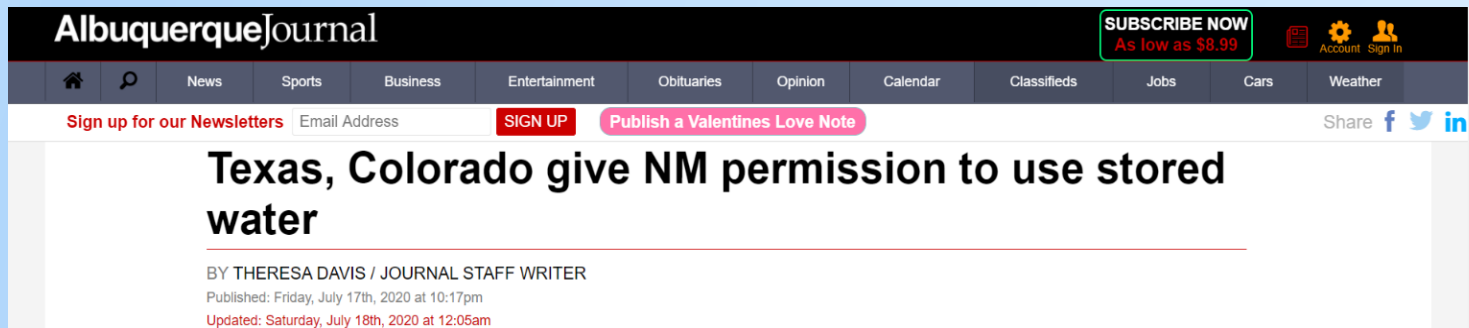 AlbuquerqueJournal
SUBSCRIBE NOW
As low as $8.99
Account Sign In
News Sports Business Entertainment Obituaries Opinion Calendar Classifieds Jobs Cars Weather
Sign up for our Newsletters Email Address SIGN UP Publish a Valentines Love Note Share f in
Texas, Colorado give NM permission to use stored
water
BY THERESA DAVIS / JOURNAL STAFF WRITER
Published: Friday, July 17th, 2020 at 10:17pm
Updated: Saturday, July 18th, 2020 at 12:05am